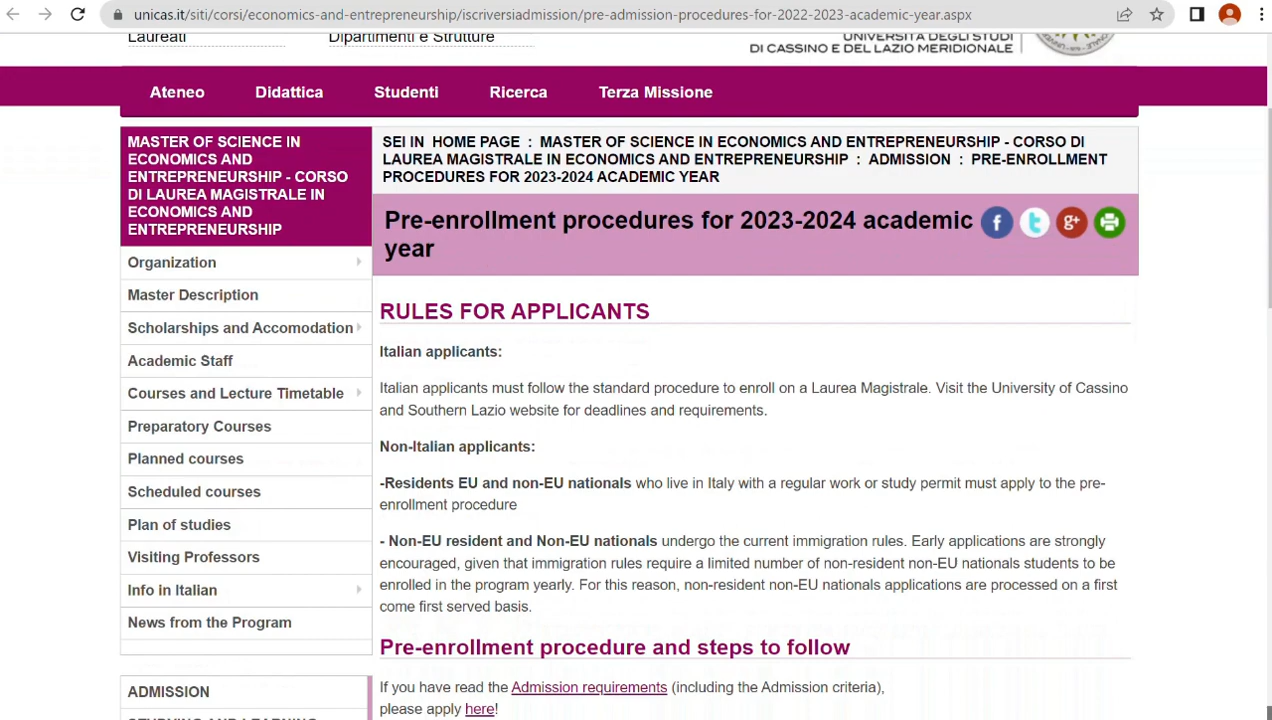 unicas.it/siti/corsi/economics-and-entrepreneurship/iscriversiadmission/pre-admission-procedures-for-2022-2023-academic-year.aspx
Laureati
Dipartimenti e Strutture
UNIVERSITÀ DEGLI STUDI
DI CASSINO E DEL LAZIO MERIDIONALE
Ateneo
Didattica
Studenti
Ricerca
Terza Missione
MASTER OF SCIENCE IN
ECONOMICS AND
ENTREPRENEURSHIP - CORSO
DI LAUREA MAGISTRALE IN
ECONOMICS AND
ENTREPRENEURSHIP
Organization
Master Description
Scholarships and Accomodation
Academic Staff
Courses and Lecture Timetable
Preparatory Courses
Planned courses
Scheduled courses
Plan of studies
Visiting Professors
Info in Italian
News from the Program
ADMISSION
STUDYING AND LEARNING
SEI IN HOME PAGE : MASTER OF SCIENCE IN ECONOMICS AND ENTREPRENEURSHIP - CORSO DI
LAUREA MAGISTRALE IN ECONOMICS AND ENTREPRENEURSHIP : ADMISSION : PRE-ENROLLMENT
PROCEDURES FOR 2023-2024 ACADEMIC YEAR
Pre-enrollment procedures for 2023-2024 academic
year
f
t
g+
RULES FOR APPLICANTS
Italian applicants:
Italian applicants must follow the standard procedure to enroll on a Laurea Magistrale. Visit the University of Cassino
and Southern Lazio website for deadlines and requirements.
Non-Italian applicants:
-Residents EU and non-EU nationals who live in Italy with a regular work or study permit must apply to the pre-
enrollment procedure
- Non-EU resident and Non-EU nationals undergo the current immigration rules. Early applications are strongly
encouraged, given that immigration rules require a limited number of non-resident non-EU nationals students to be
enrolled in the program yearly. For this reason, non-resident non-EU nationals applications are processed on a first
come first served basis.
Pre-enrollment procedure and steps to follow
If you have read the Admission requirements (including the Admission criteria),
please apply here!